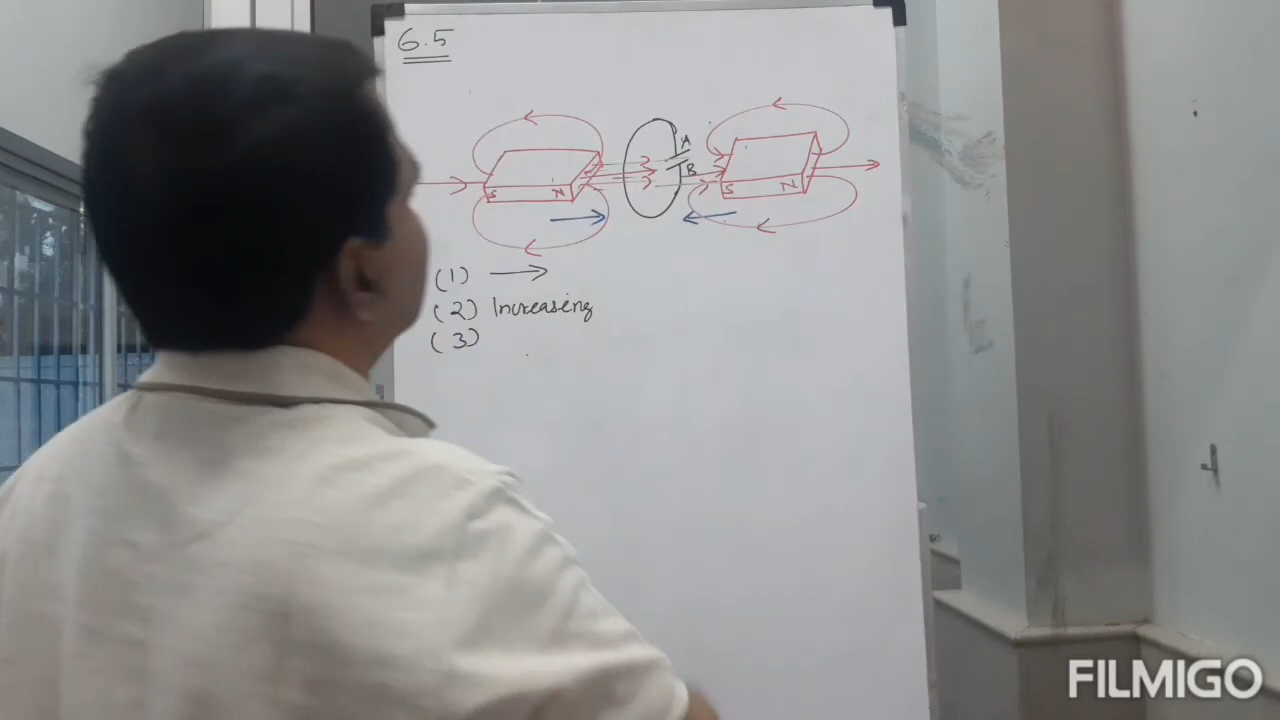 6.5
A
B
S N
S N
(1) →
(2) Increasing
(3)
FILMIGO